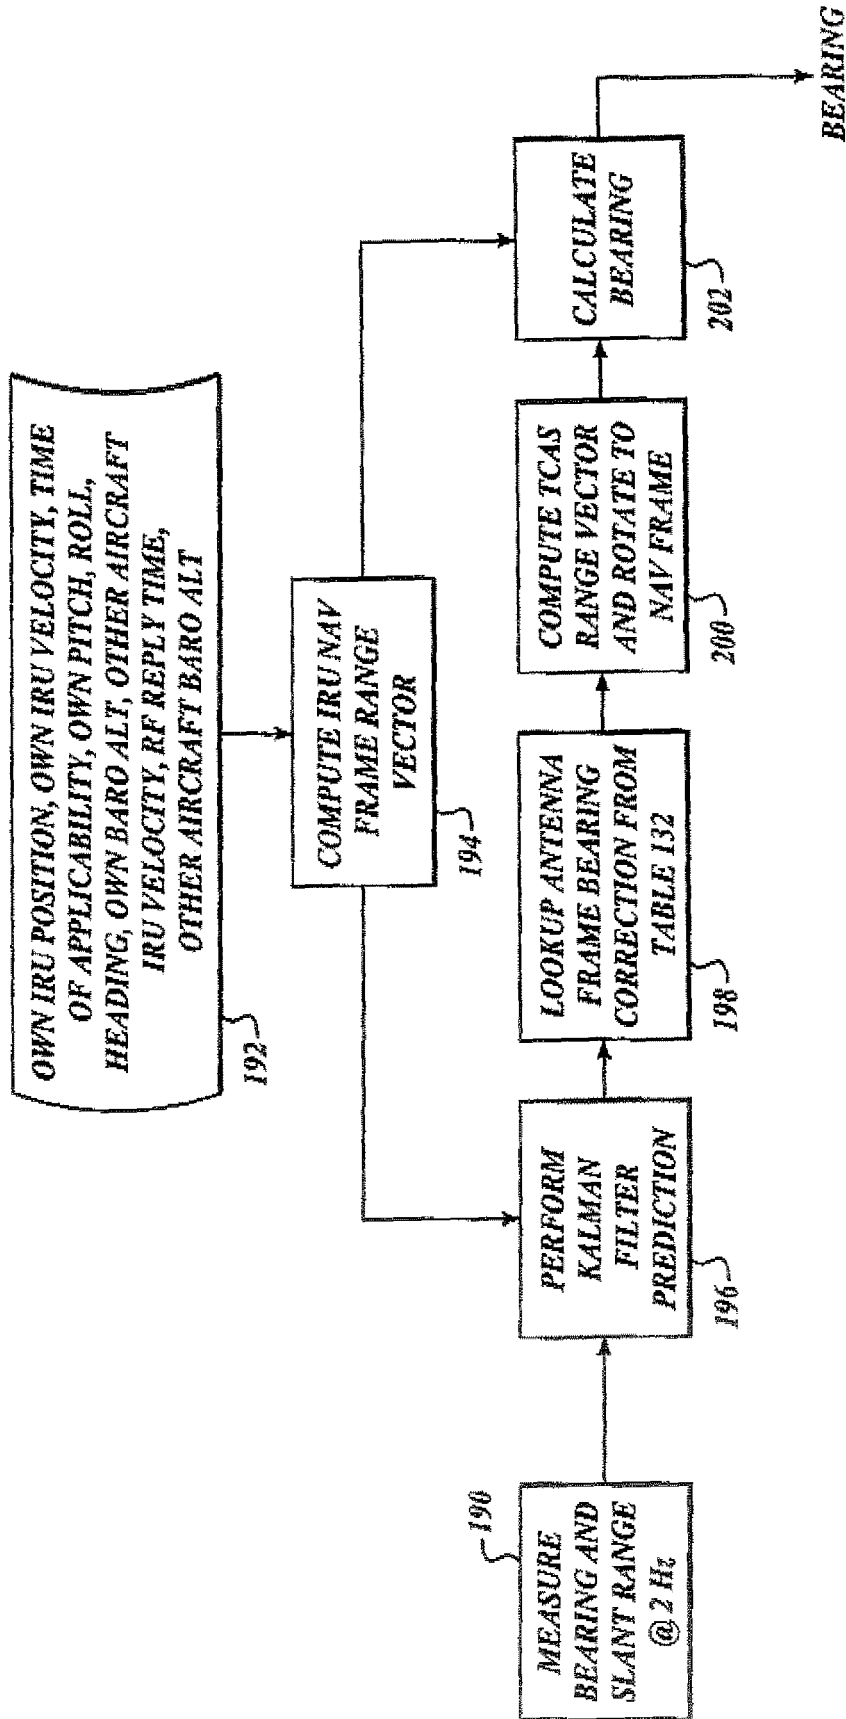 OWN IRU POSITION, OWN IRU VELOCITY, TIME
OF APPLICABILITY, OWN PITCH, ROLL,
HEADING, OWN BARO ALT, OTHER AIRCRAFT
IRU VELOCITY, RF REPLY TIME,
OTHER AIRCRAFT BARO ALT
192
COMPUTE IRU NAV
FRAME RANGE
VECTOR
194
190
MEASURE
BEARING AND
SLANT RANGE
@ 2 Hz
PERFORM
KALMAN
FILTER
PREDICTION
196
LOOKUP ANTENNA
FRAME BEARING
CORRECTION FROM
TABLE 132
198
COMPUTE TCAS
RANGE VECTOR
AND ROTATE TO
NAV FRAME
200
CALCULATE
BEARING
202
BEARING